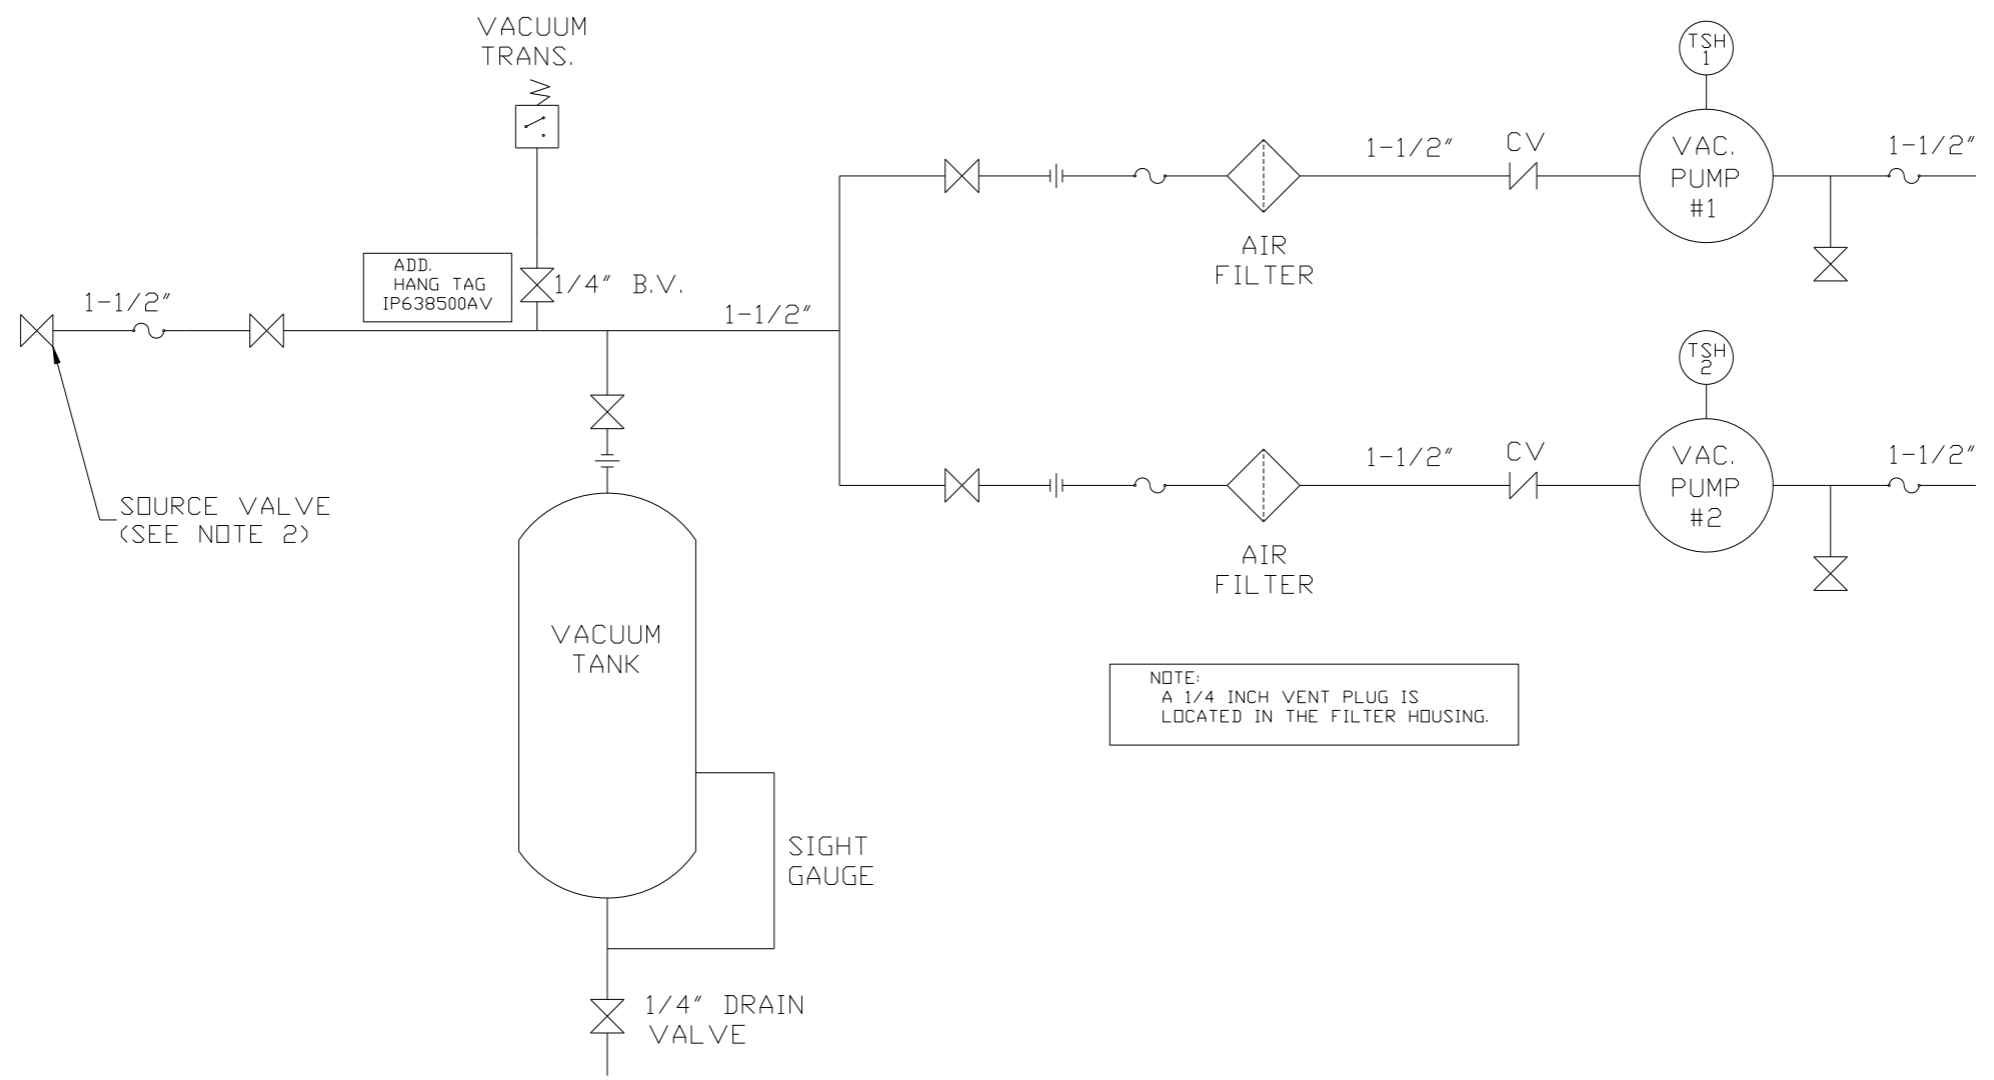 VACUUM
TRANS.
TSH
1
1-1/2"
CV
VAC.
PUMP
#1
1-1/2"
AIR
FILTER
ADD.
HANG TAG
IP638500AV
1/4" B.V.
1-1/2"
1-1/2"
TSH
2
1-1/2"
CV
VAC.
PUMP
#2
1-1/2"
SOURCE VALVE
(SEE NOTE 2)
AIR
FILTER
VACUUM
TANK
NOTE:
A 1/4 INCH VENT PLUG IS
LOCATED IN THE FILTER HOUSING.
SIGHT
GAUGE
1/4" DRAIN
VALVE